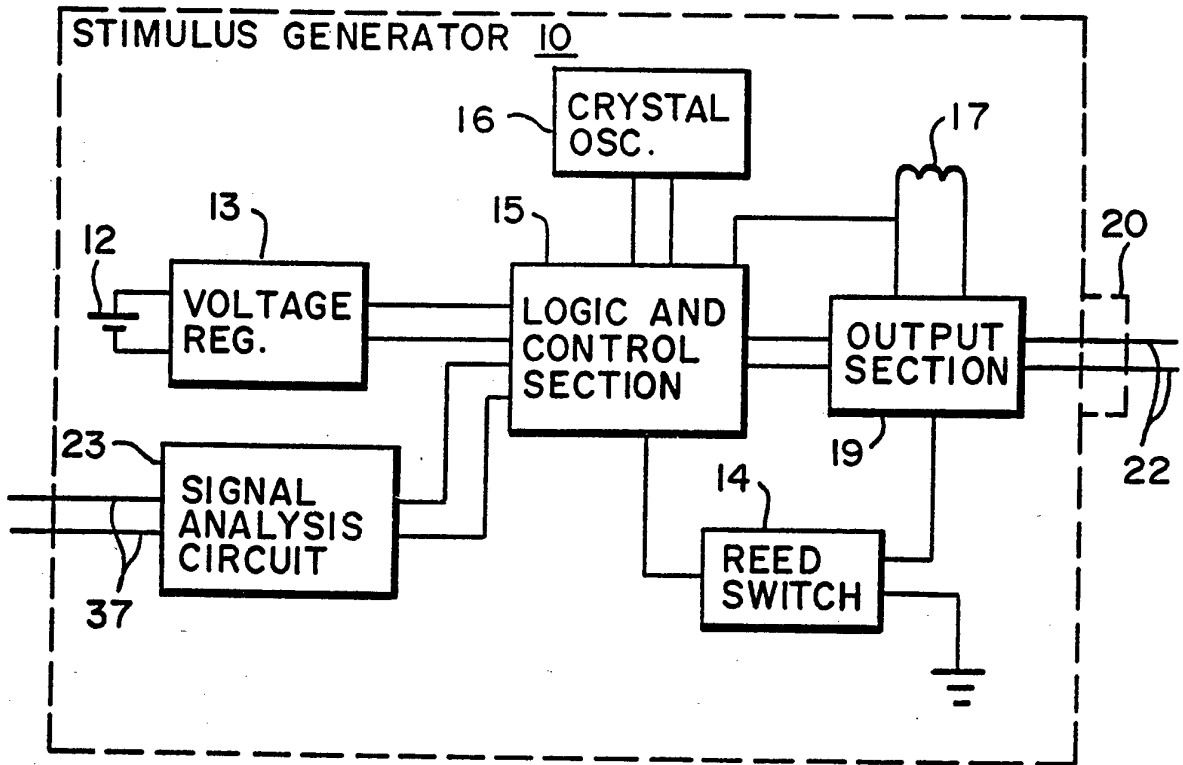 STIMULUS GENERATOR 10
16
CRYSTAL
OSC.
17
13
15
20
12
VOLTAGE
REG.
LOGIC AND
CONTROL
SECTION
OUTPUT
SECTION
19
22
23
SIGNAL
ANALYSIS
CIRCUIT
37
14
REED
SWITCH